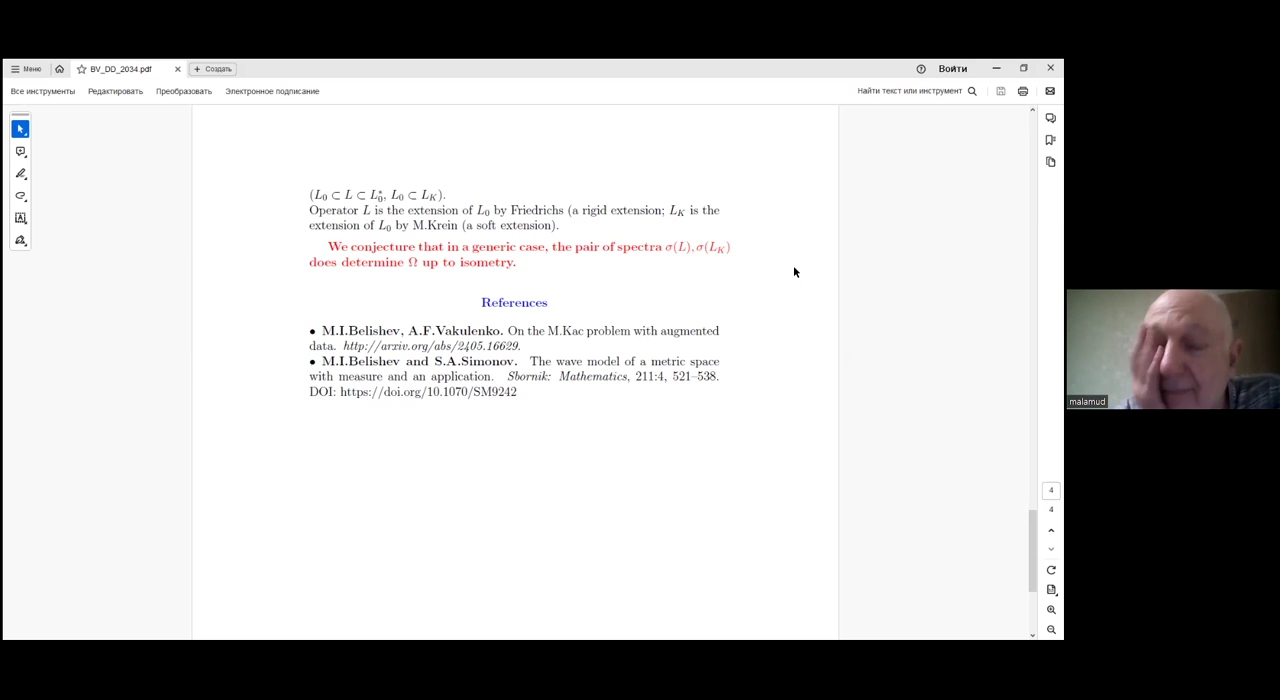 Меню
BV_DD_2034.pdf
Создать
Войти
Все инструменты
Редактировать
Преобразовать
Электронное подписание
Найти текст или инструмент
(L₀ ⊂ L ⊂ L₀*, L₀ ⊂ L_K).
Operator L is the extension of L₀ by Friedrichs (a rigid extension; L_K is the
extension of L₀ by M.Krein (a soft extension).
We conjecture that in a generic case, the pair of spectra σ(L), σ(L_K)
does determine Ω up to isometry.
References
• M.I.Belishev, A.F.Vakulenko. On the M.Kac problem with augmented
data. http://arxiv.org/abs/2405.16629.
• M.I.Belishev and S.A.Simonov. The wave model of a metric space
with measure and an application. Sbornik: Mathematics, 211:4, 521–538.
DOI: https://doi.org/10.1070/SM9242
4
4
malamud